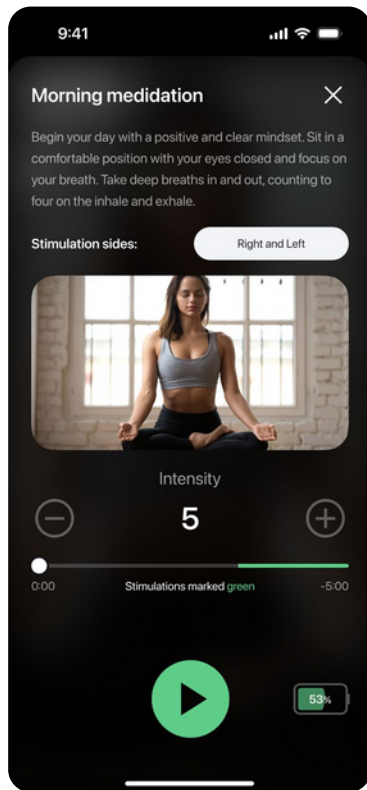 9:41
Morning medidation
Begin your day with a positive and clear mindset. Sit in a
comfortable position with your eyes closed and focus on
your breath. Take deep breaths in and out, counting to
four on the inhale and exhale.
Stimulation sides: Right and Left
Intensity
5
0:00 Stimulations marked green -5:00
53%